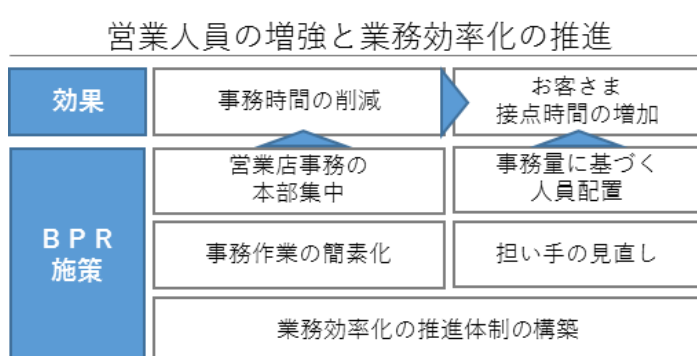 営業人員の増強と業務効率化の推進
効果
事務時間の削減
お客さま
接点時間の増加
BPR
施策
営業店事務の
本部集中
事務量に基づく
人員配置
事務作業の簡素化
担い手の見直し
業務効率化の推進体制の構築